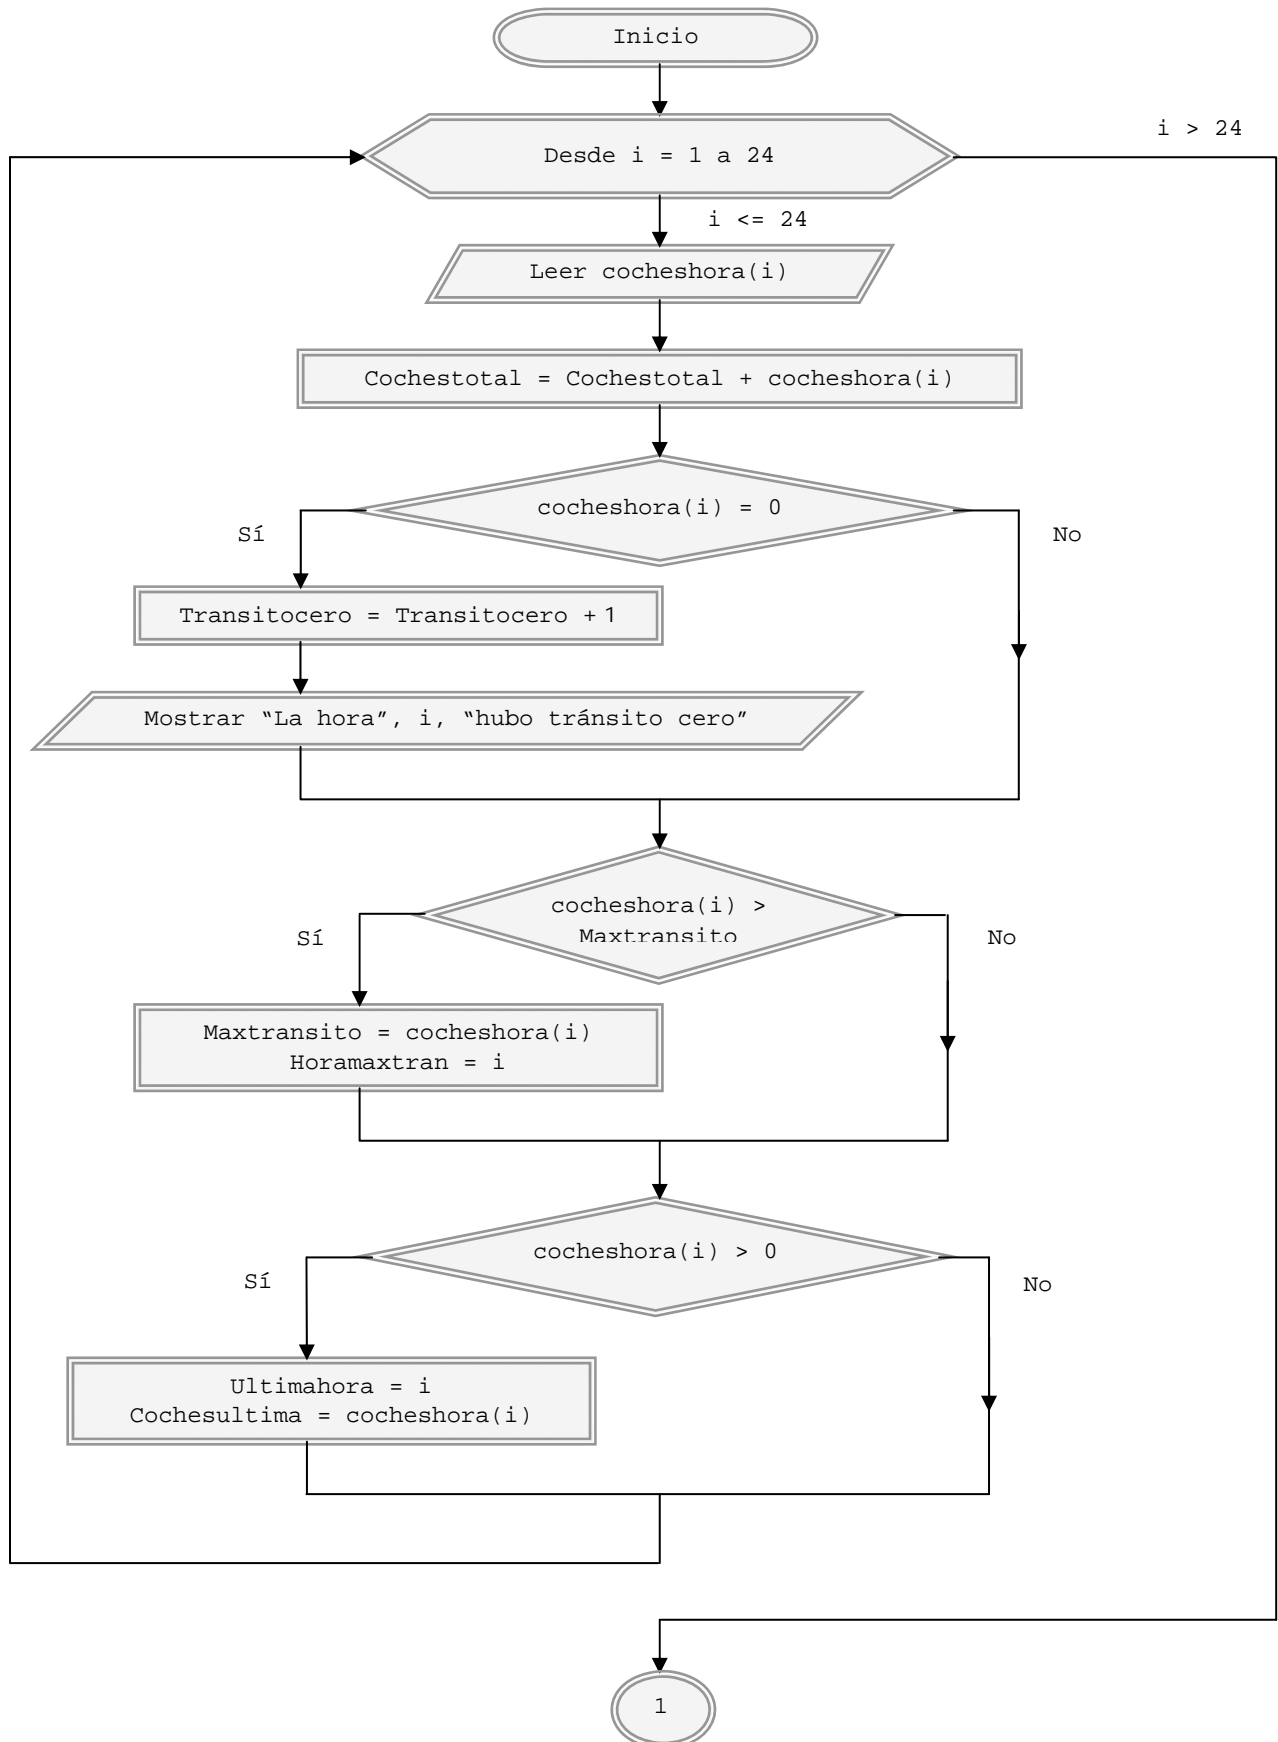 Inicio
i > 24
Desde i = 1 a 24
i <= 24
Leer cocheshora(i)
Cochestotal = Cochestotal + cocheshora(i)
cocheshora(i) = 0
Sí
No
Transitocero = Transitocero + 1
Mostrar “La hora”, i, “hubo tránsito cero”
cocheshora(i) >
Maxtransito
Sí
No
Maxtransito = cocheshora(i)
Horamaxtran = i
cocheshora(i) > 0
Sí
No
Ultimahora = i
Cochesultima = cocheshora(i)
1